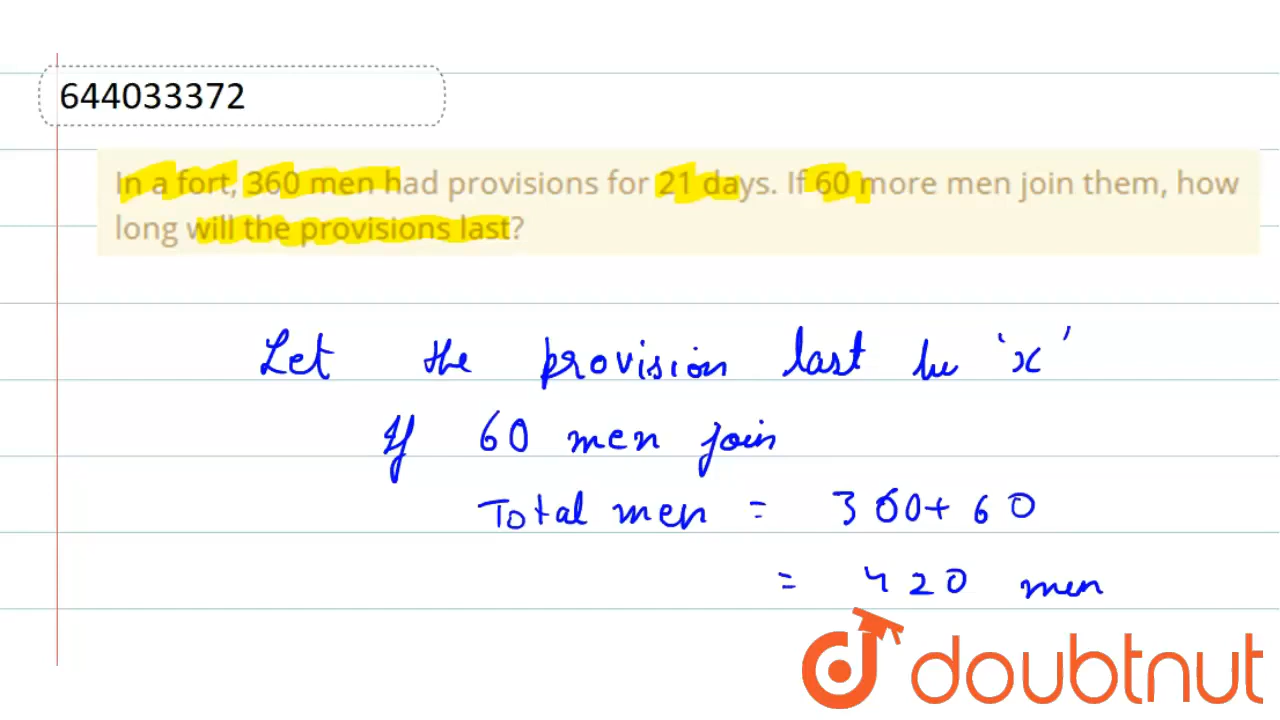 644033372
In a fort, 360 men had provisions for 21 days. If 60 more men join them, how
long will the provisions last?
Let the provision last be 'x'
If 60 men join
Total men = 360+ 60
= 420 men
doubtnut